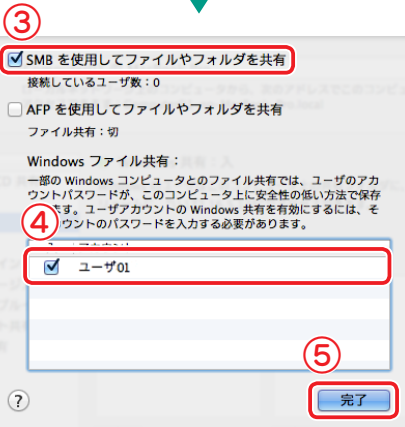 ③
SMB を使用してファイルやフォルダを共有
接続しているユーザ数：0
AFP を使用してファイルやフォルダを共有
ファイル共有：切
Windows ファイル共有：
一部の Windows コンピュータとのファイル共有では、ユーザのアカ
ウントパスワードが、このコンピュータ上に安全性の低い方法で保存
ます。ユーザアカウントの Windows 共有を有効にするには、そ
④
カウントのパスワードを入力する必要があります。
ユーザ01
⑤
?
完了